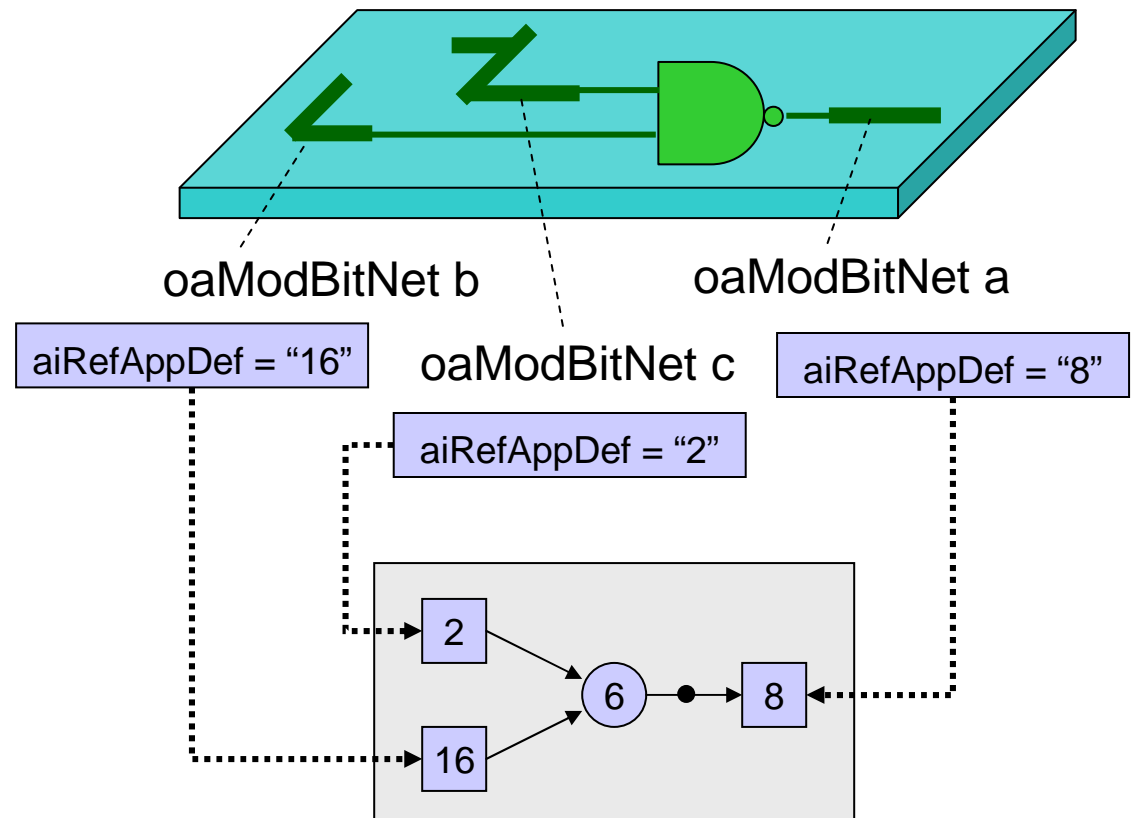 oaModBitNet b
oaModBitNet a
aiRefAppDef = “16”
oaModBitNet c
aiRefAppDef = “8”
aiRefAppDef = “2”
2
6
8
16